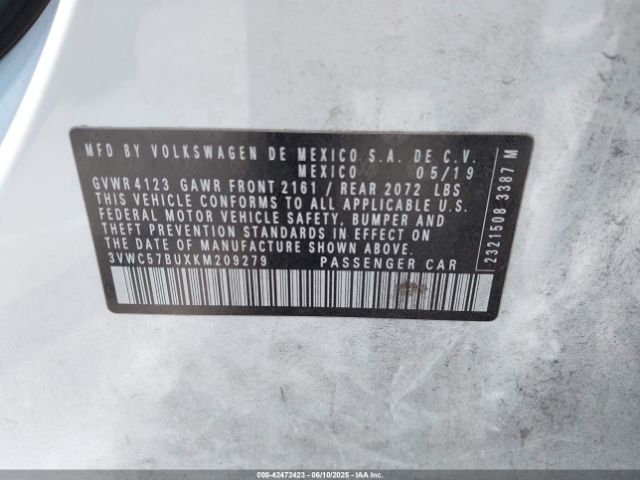 MFD BY VOLKSWAGEN DE MEXICO S.A. DE C.V.
MEXICO 05/19
GVWR 4123 GAWR FRONT 2161 / REAR 2072 LBS
THIS VEHICLE CONFORMS TO ALL APPLICABLE U.S.
FEDERAL MOTOR VEHICLE SAFETY, BUMPER AND
THEFT PREVENTION STANDARDS IN EFFECT ON
THE DATE OF MANUFACTURE SHOWN ABOVE.
3VWC57BUXKM209279 PASSENGER CAR
2321508 3387 M
000-42472423 | 06/10/2025 | IAA Inc.